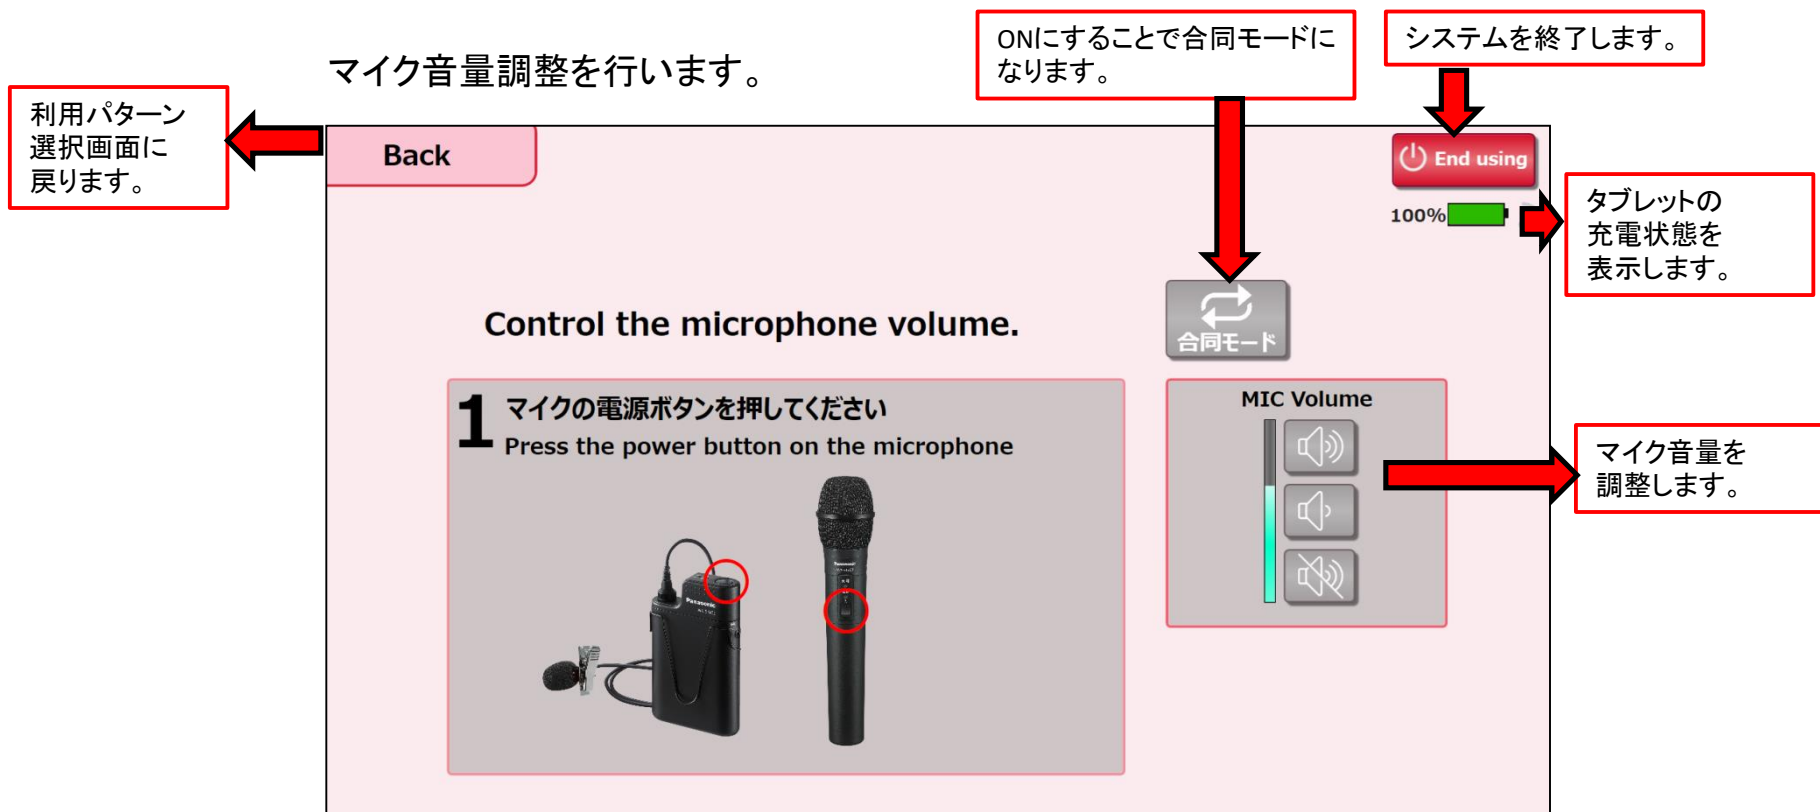 ONにすることで合同モードに
なります。
システムを終了します。
マイク音量調整を行います。
利用パターン
選択画面に
戻ります。
Back
End using
100%
タブレットの
充電状態を
表示します。
Control the microphone volume.
合同モード
1 マイクの電源ボタンを押してください
Press the power button on the microphone
MIC Volume
マイク音量を
調整します。
Panasonic
Panasonic